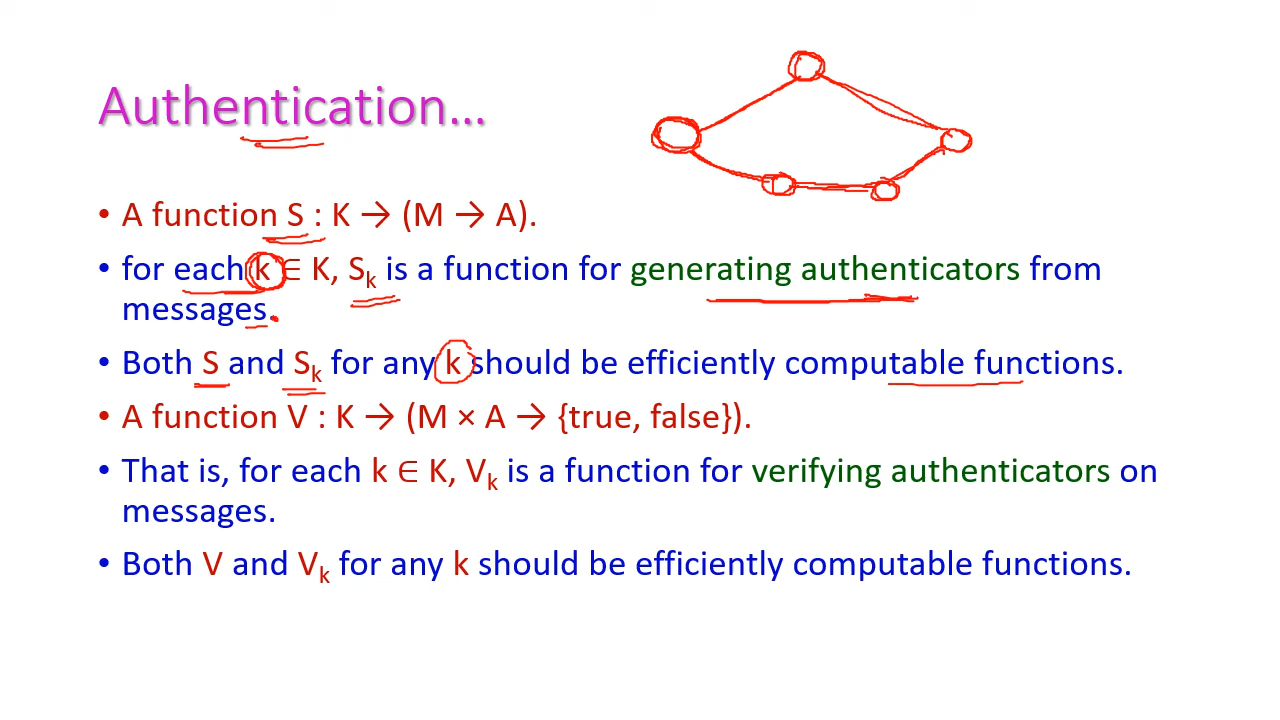 Authentication…
• A function S : K → (M → A).
• for each k ∈ K, Sk is a function for generating authenticators from
messages.
• Both S and Sk for any k should be efficiently computable functions.
• A function V : K → (M × A → {true, false}).
• That is, for each k ∈ K, Vk is a function for verifying authenticators on
messages.
• Both V and Vk for any k should be efficiently computable functions.